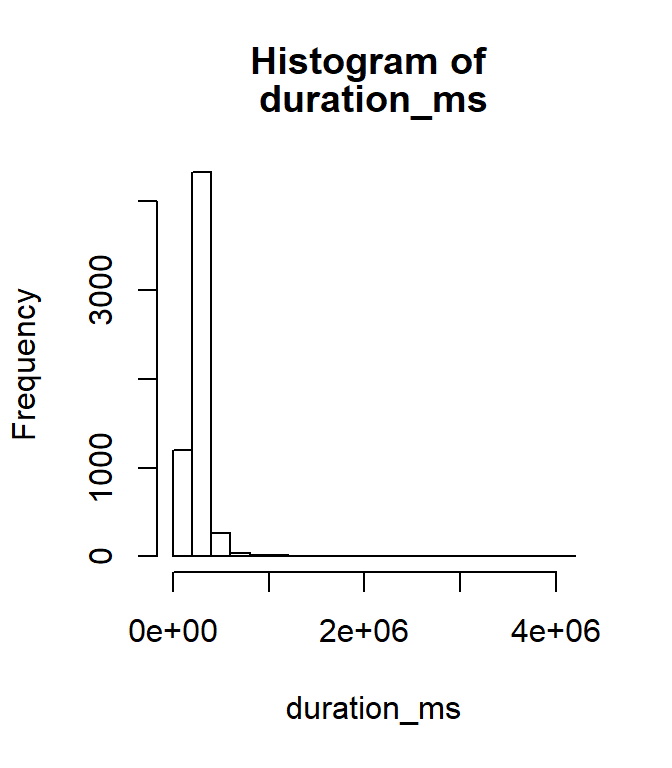 Histogram of
duration_ms
Frequency
3000
1000
0
0e+00 2e+06 4e+06
duration_ms